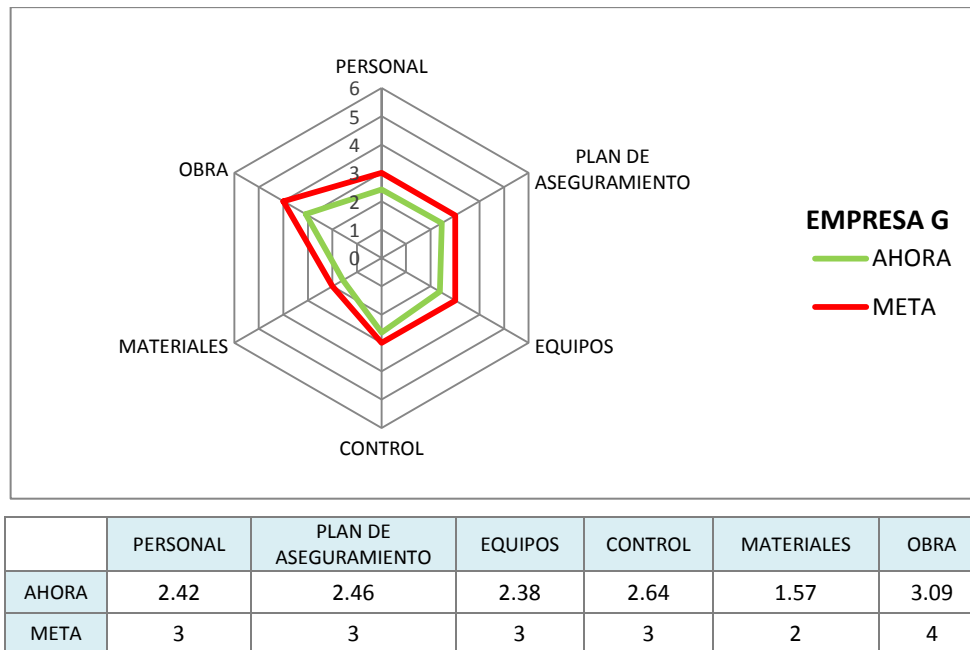 PERSONAL
6
5
4
3
2
1
0
PLAN DE
ASEGURAMIENTO
EQUIPOS
CONTROL
MATERIALES
OBRA
EMPRESA G
AHORA
META
PERSONAL PLAN DE ASEGURAMIENTO EQUIPOS CONTROL MATERIALES OBRA
AHORA 2.42 2.46 2.38 2.64 1.57 3.09
META 3 3 3 3 2 4